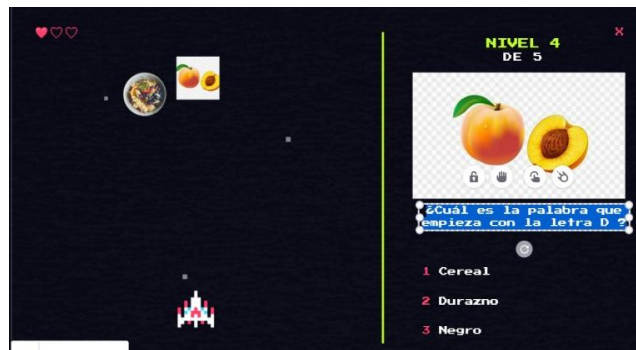 NIVEL 4
DE 5
X
¿Cuál es la palabra que
empieza con la letra D ?
1 Cereal
2 Durazno
3 Negro